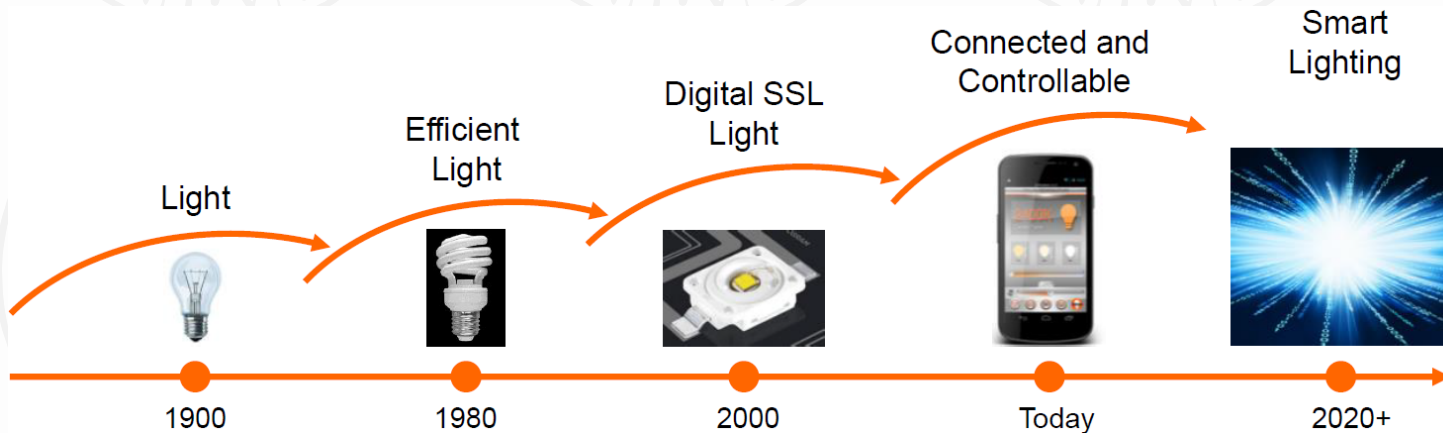 Light
Efficient
Light
Digital SSL
Light
Connected and
Controllable
Smart
Lighting
1900
1980
2000
Today
2020+